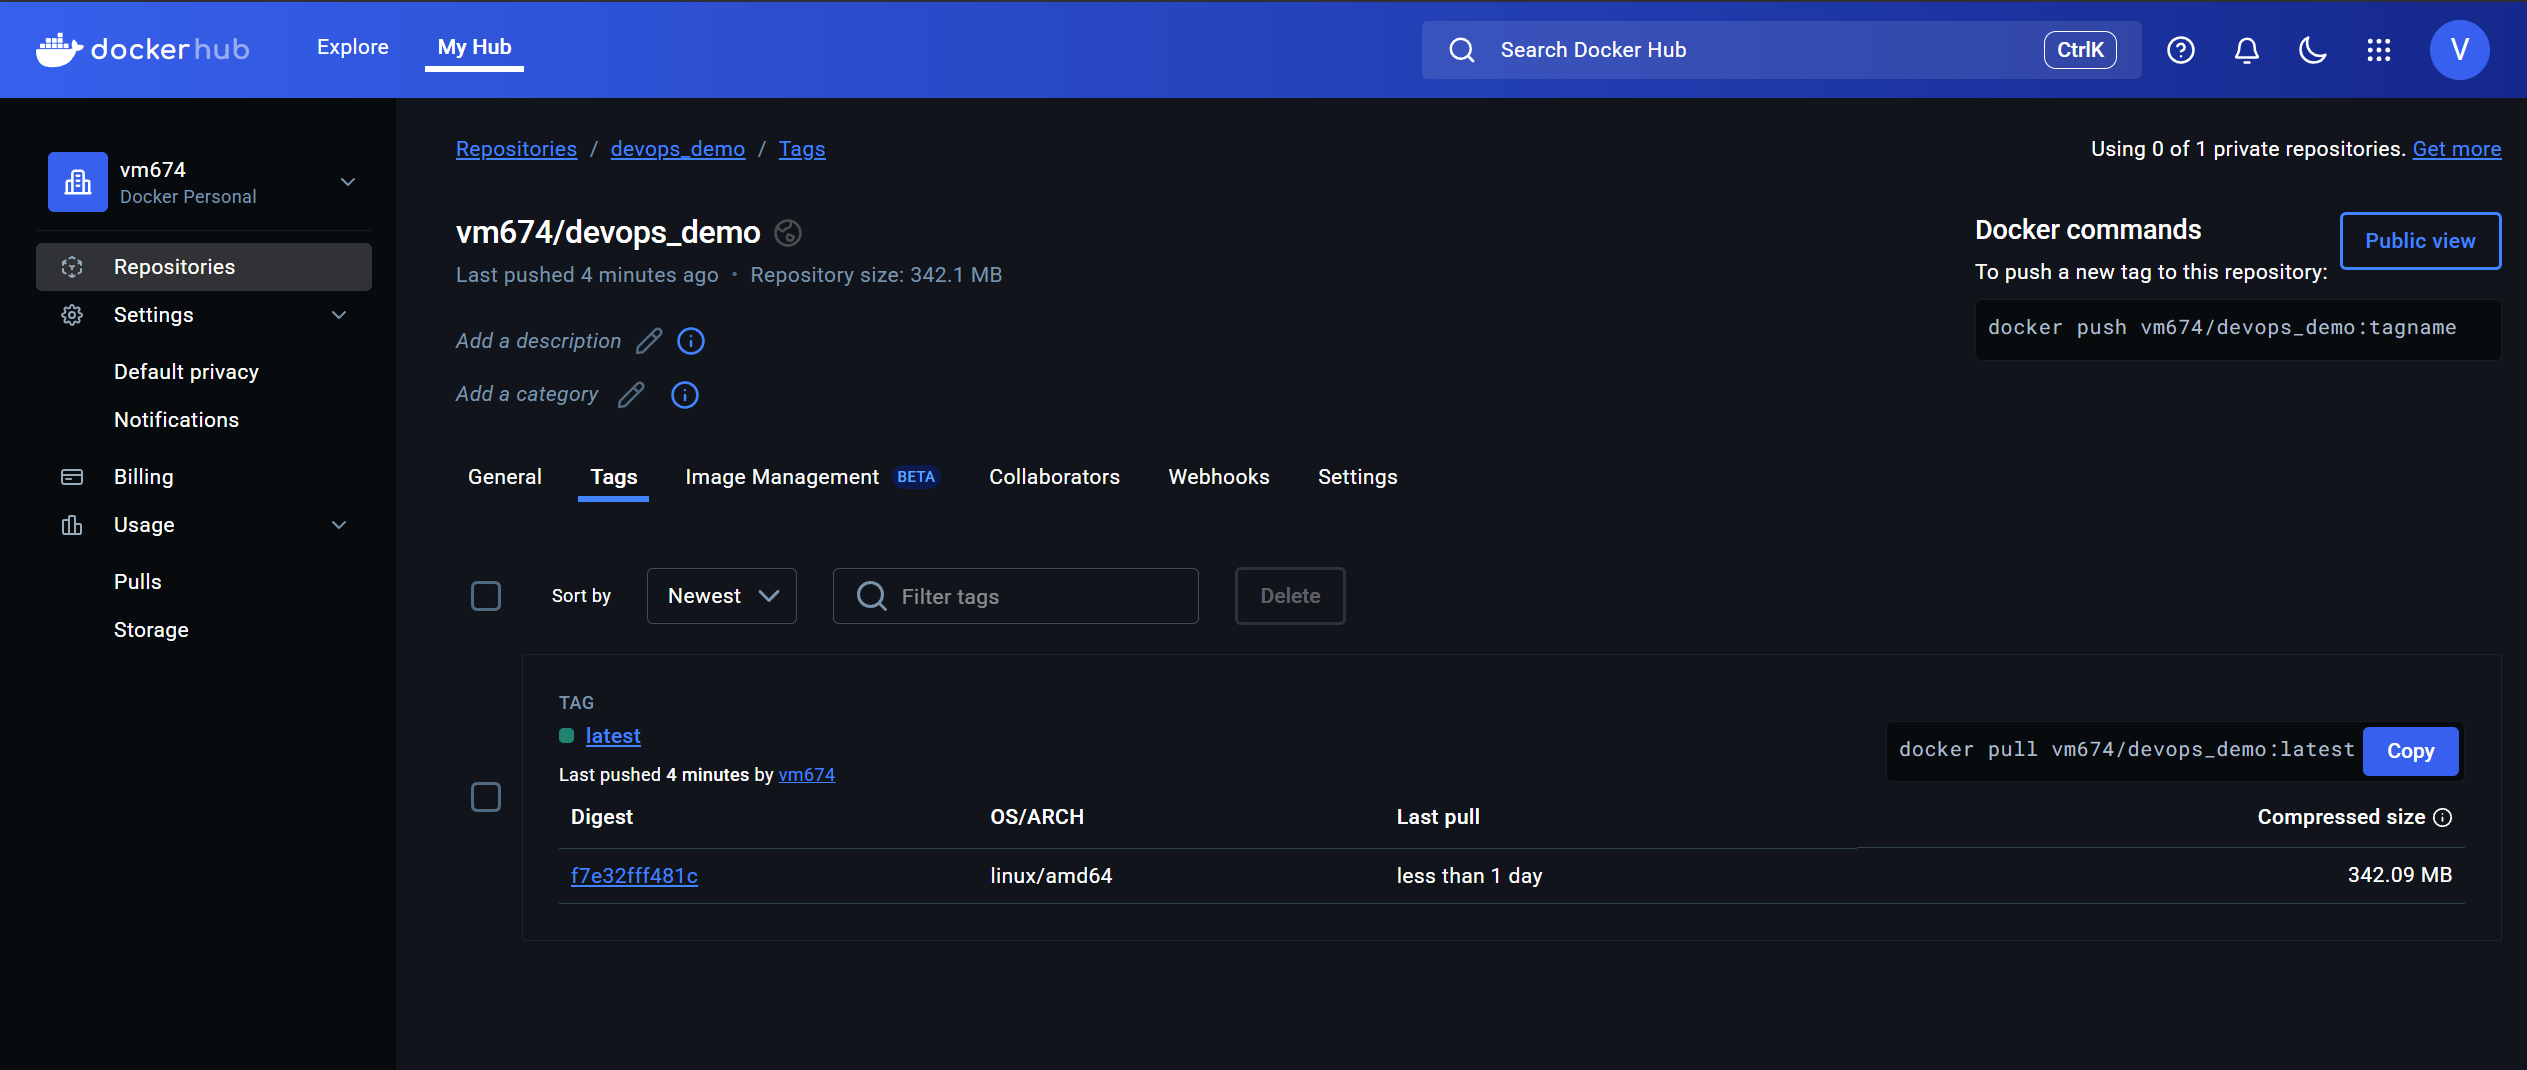 dockerhub Explore My Hub Search Docker Hub CtrlK V
vm674
Docker Personal
Repositories
Settings
Default privacy
Notifications
Billing
Usage
Pulls
Storage
Repositories / devops_demo / Tags
Using 0 of 1 private repositories. Get more
vm674/devops_demo
Last pushed 4 minutes ago • Repository size: 342.1 MB
Add a description
Add a category
Docker commands
Public view
To push a new tag to this repository:
docker push vm674/devops_demo:tagname
General Tags Image Management BETA Collaborators Webhooks Settings
Sort by Newest Filter tags Delete
TAG
latest
Last pushed 4 minutes by vm674
docker pull vm674/devops_demo:latest Copy
Digest OS/ARCH Last pull Compressed size
f7e32fff481c linux/amd64 less than 1 day 342.09 MB